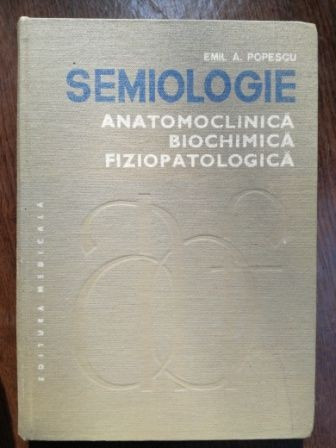 EMIL A. POPESCU
SEMIOLOGIE
ANATOMOCLINICĂ
BIOCHIMICĂ
FIZIOPATOLOGICĂ
EDITURA MEDICALĂ